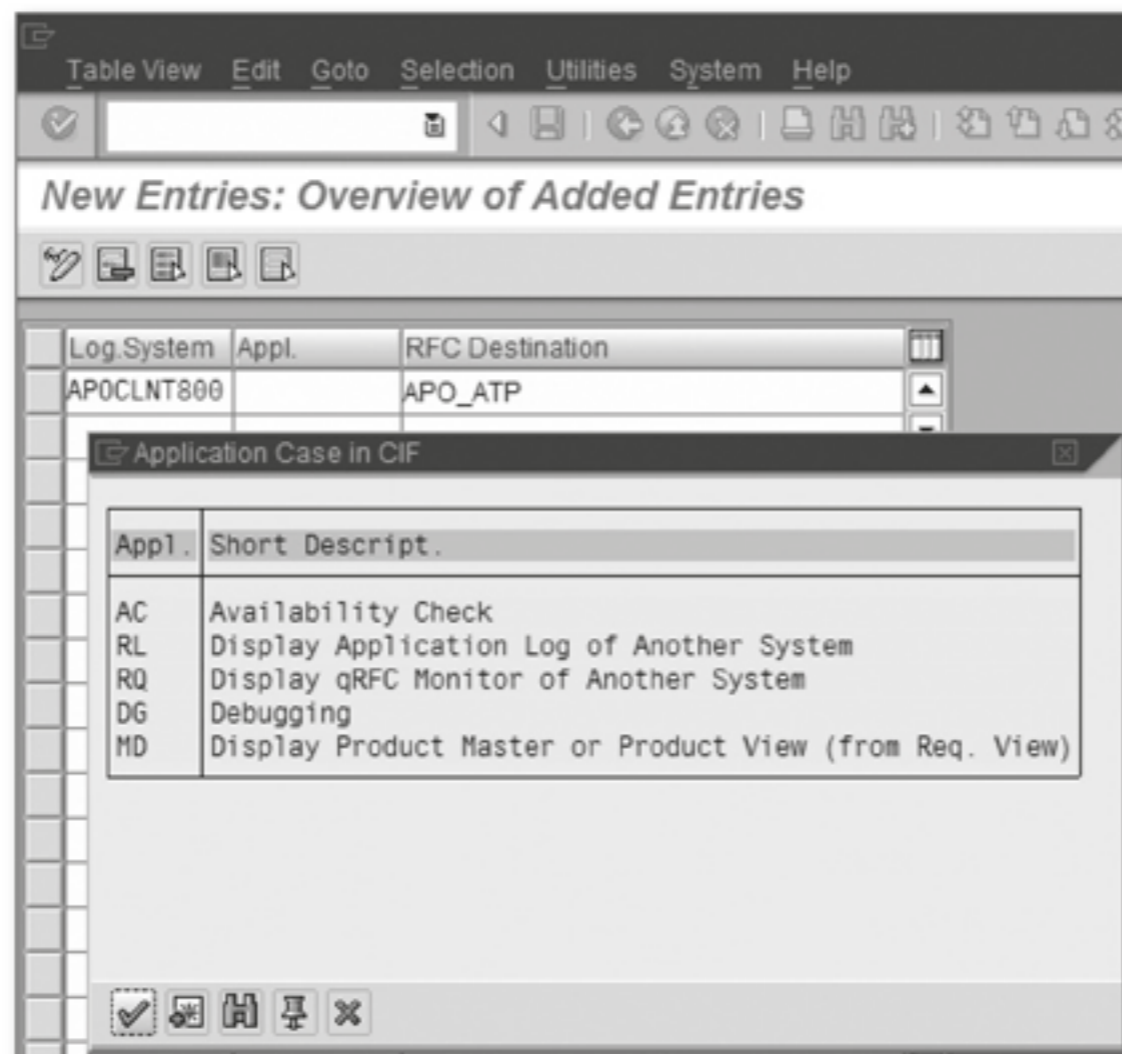 Table View Edit Goto Selection Utilities System Help
New Entries: Overview of Added Entries
Log.System Appl. RFC Destination
APOCLNT800 APO_ATP
Application Case in CIF
Appl. Short Descript.
AC Availability Check
RL Display Application Log of Another System
RQ Display qRFC Monitor of Another System
DG Debugging
MD Display Product Master or Product View (from Req. View)